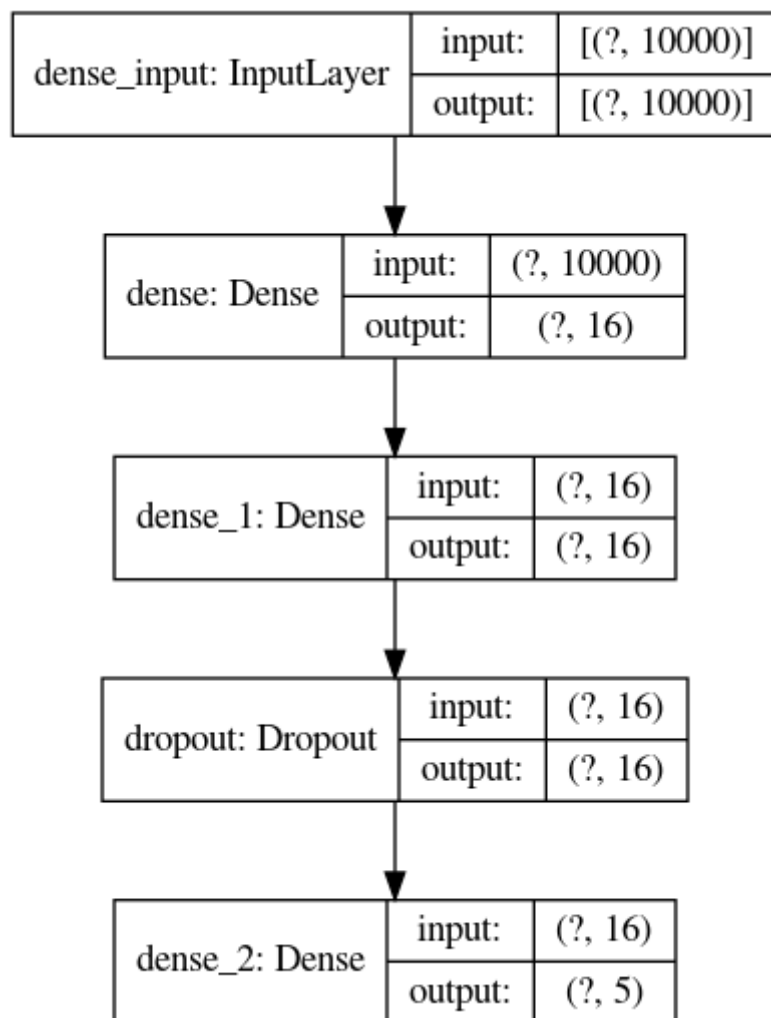 dense_input: InputLayer
input: [(?, 10000)]
output: [(?, 10000)]
dense: Dense
input: (?, 10000)
output: (?, 16)
dense_1: Dense
input: (?, 16)
output: (?, 16)
dropout: Dropout
input: (?, 16)
output: (?, 16)
dense_2: Dense
input: (?, 16)
output: (?, 5)